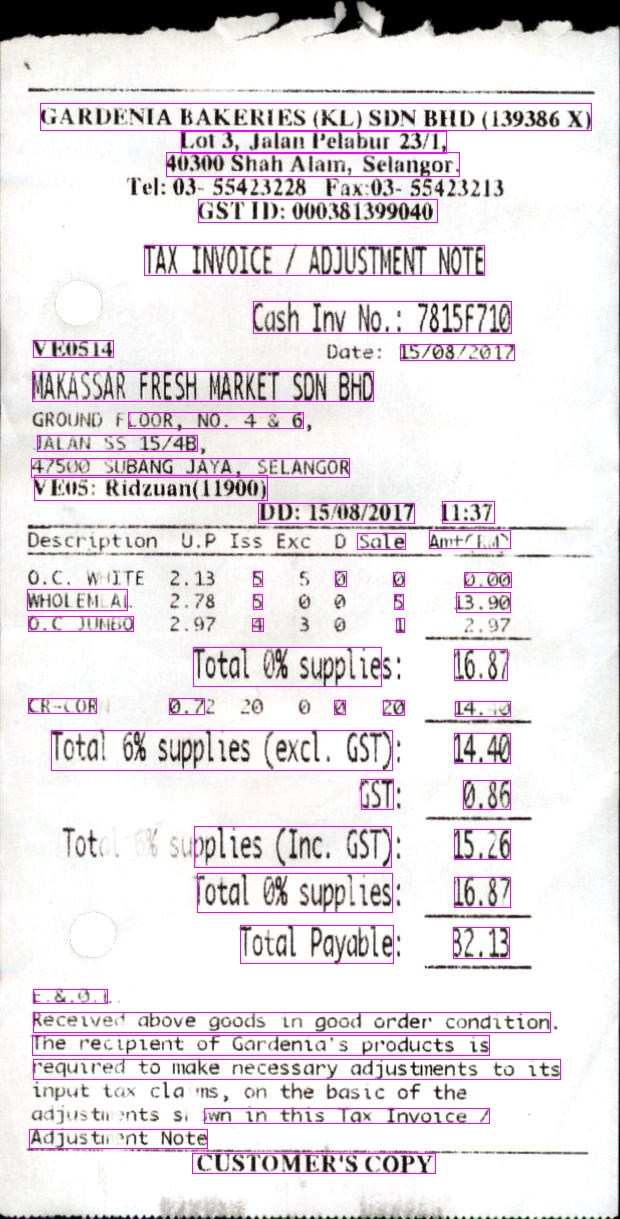 GARDENIA BAKERIES (KL) SDN BHD (139386 X)
Lot 3, Jalan Pelabur 23/1,
40300 Shah Alam, Selangor.
Tel: 03- 55423228 Fax:03- 55423213
GST ID: 000381399040
TAX INVOICE / ADJUSTMENT NOTE
Cash Inv No.: 7815F710
VE0514 Date: 15/08/2017
MAKASSAR FRESH MARKET SDN BHD
GROUND FLOOR, NO. 4 & 6,
JALAN SS 15/4B,
47500 SUBANG JAYA, SELANGOR
VE05: Ridzuan(11900)
DD: 15/08/2017 11:37
Description U.P Iss Exc D Sale Amt(RM)
O.C. WHITE 2.13 5 5 0 0 0.00
WHOLEMEAL 2.78 5 0 0 5 13.90
O.C JUMBO 2.97 4 3 0 1 2.97
Total 0% supplies: 16.87
CR-COR 0.72 20 0 0 20 14.40
Total 6% supplies (excl. GST): 14.40
GST: 0.86
Total 6% supplies (Inc. GST): 15.26
Total 0% supplies: 16.87
Total Payable: 32.13
E.&.O.E.
Received above goods in good order condition.
The recipient of Gardenia's products is
required to make necessary adjustments to its
input tax claims, on the basic of the
adjustments shown in this Tax Invoice /
Adjustment Note
CUSTOMER'S COPY